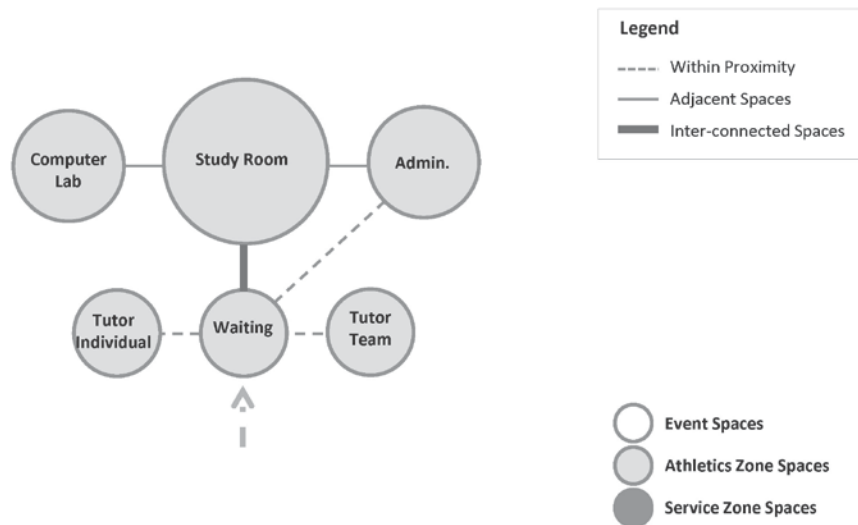 Legend
Within Proximity
Adjacent Spaces
Inter-connected Spaces
Computer
Lab
Study Room
Admin.
Tutor
Individual
Waiting
Tutor
Team
Event Spaces
Athletics Zone Spaces
Service Zone Spaces